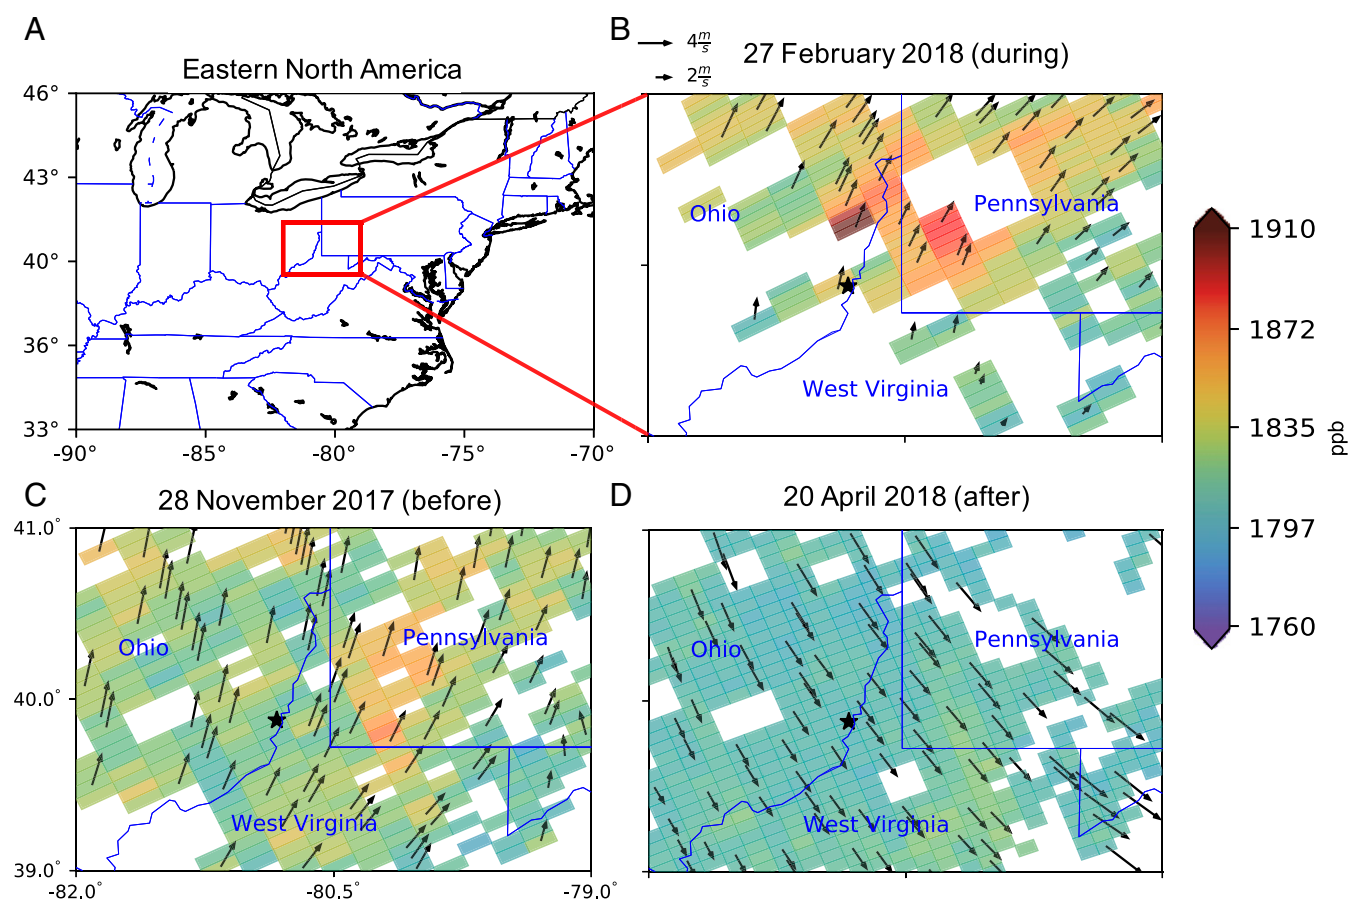 A
Eastern North America
46°
43°
40°
36°
33°
-90°
-85°
-80°
-75°
-70°
B
4 m/s
2 m/s
27 February 2018 (during)
Ohio
Pennsylvania
West Virginia
1910
1872
1835
1797
1760
ppb
C
28 November 2017 (before)
41.0°
40.0°
39.0°
Ohio
Pennsylvania
West Virginia
-82.0°
-80.5°
-79.0°
D
20 April 2018 (after)
Ohio
Pennsylvania
West Virginia